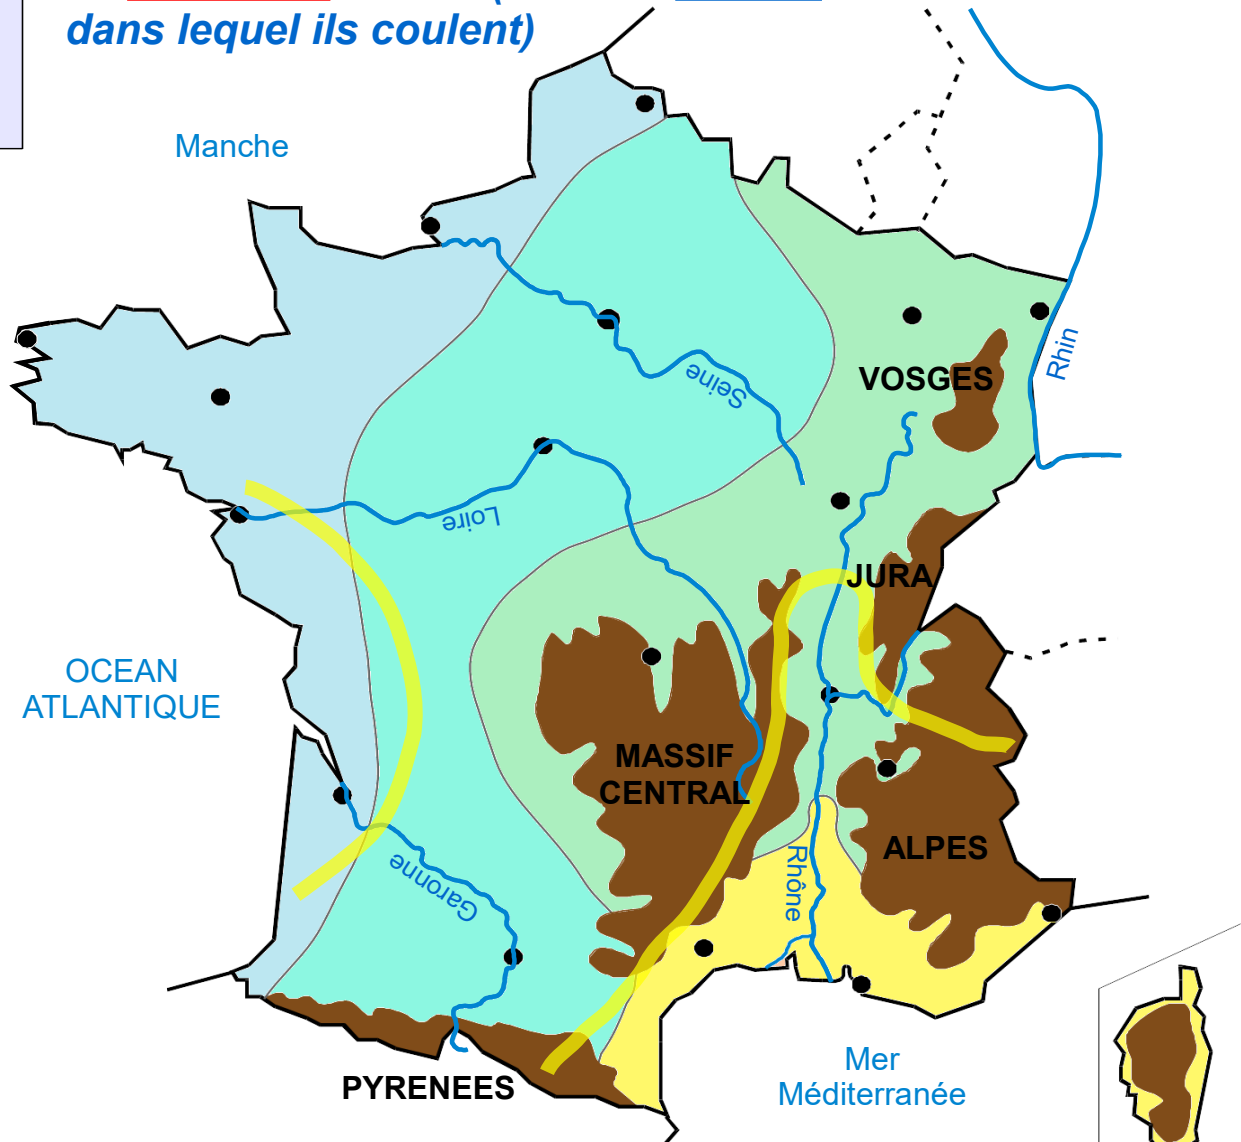 dans lequel ils coulent)
Manche
Rhin
VOSGES
Seine
Loire
JURA
OCEAN
ATLANTIQUE
MASSIF
CENTRAL
ALPES
Rhône
Garonne
Mer
Méditerranée
PYRENEES